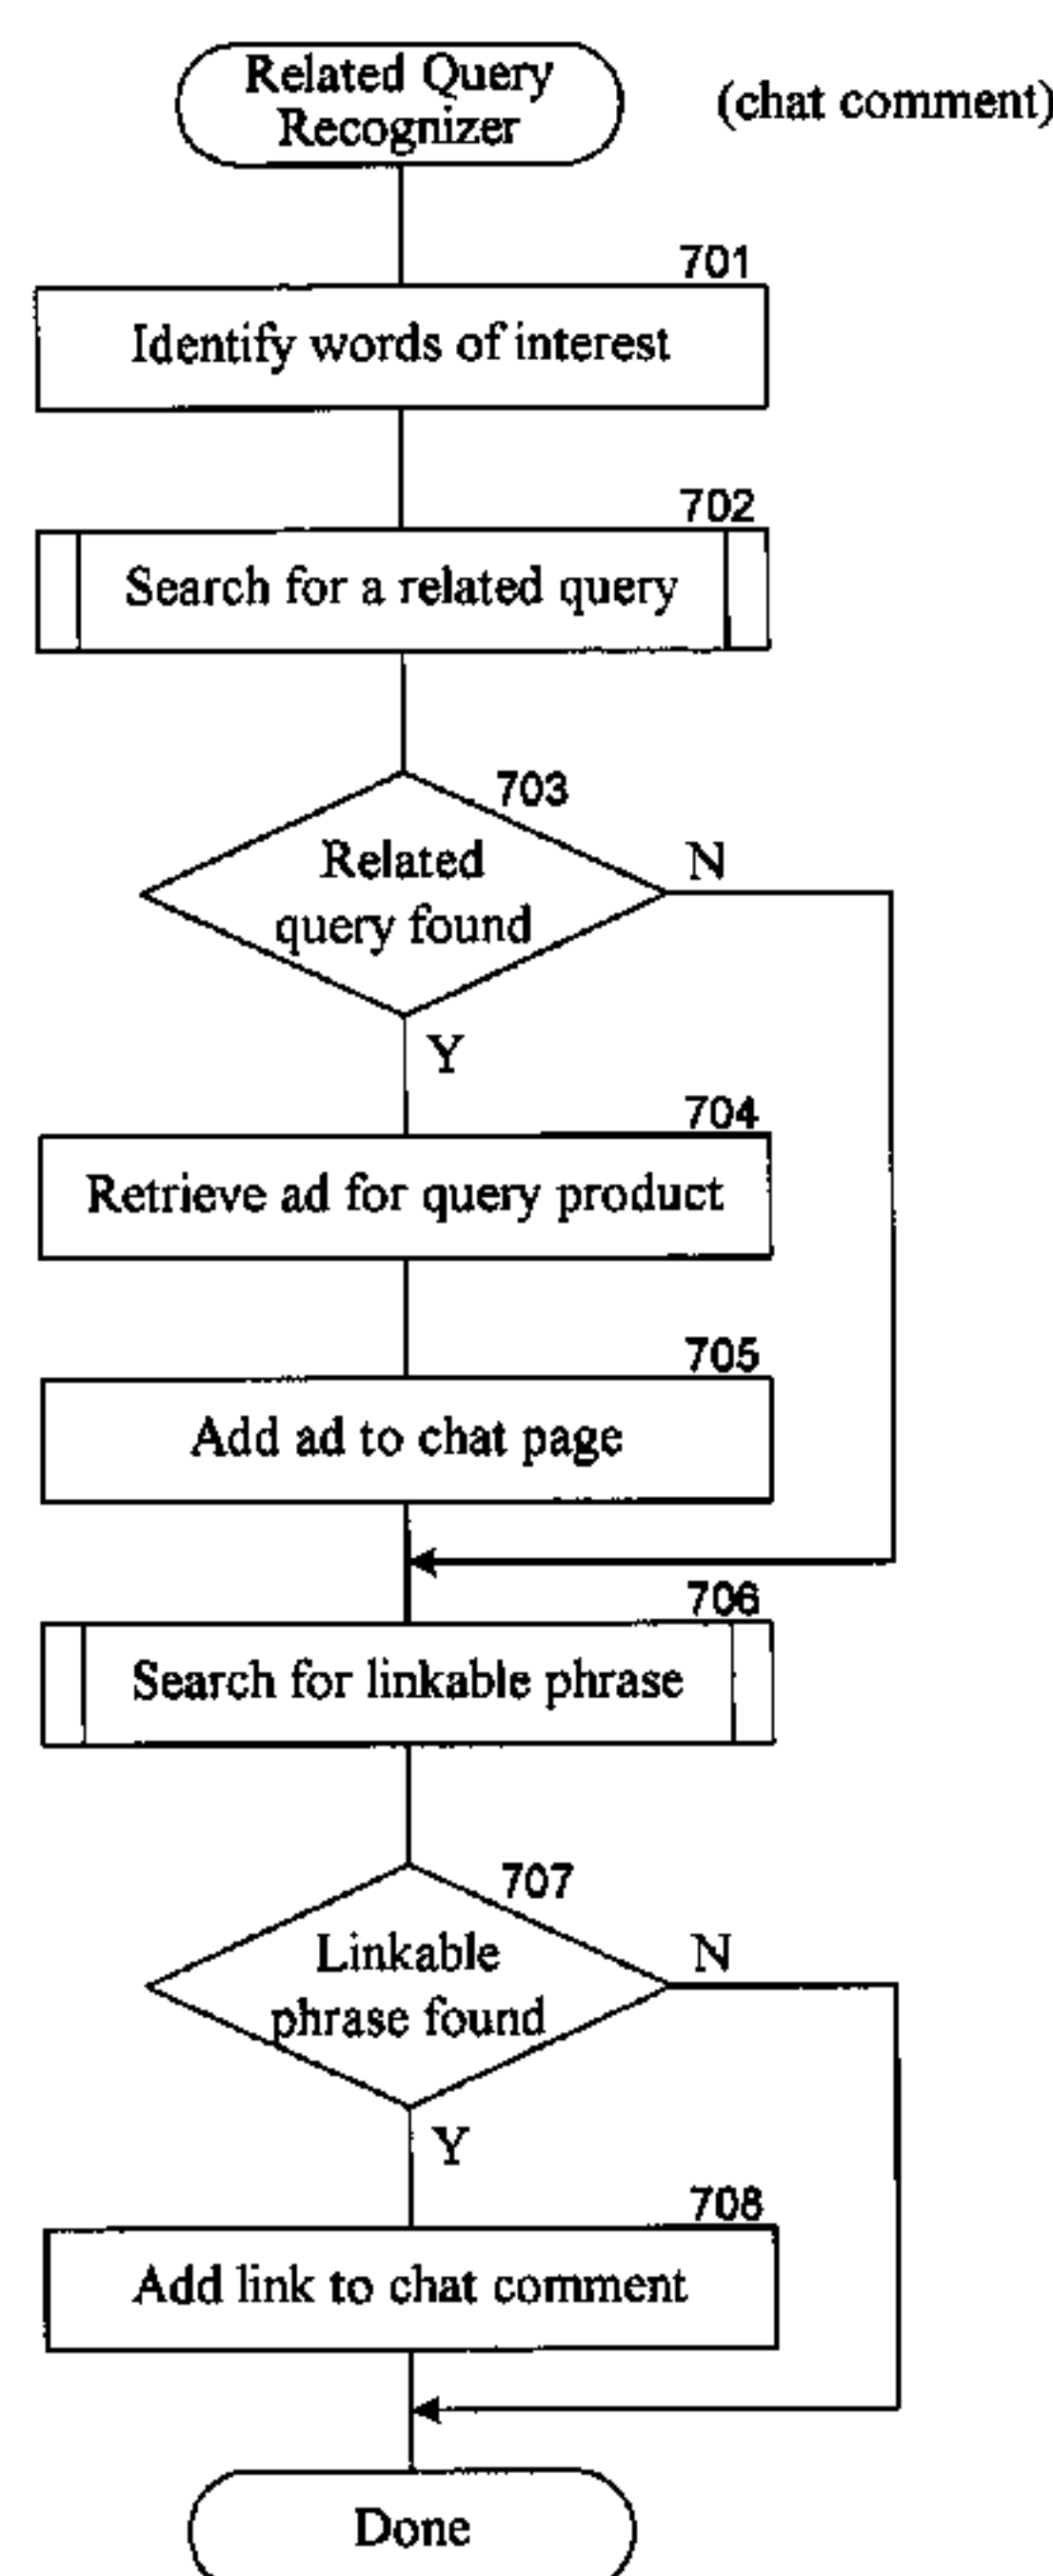 Related Query
Recognizer
(chat comment)
701
Identify words of interest
702
Search for a related query
703
Related
query found
N
Y
704
Retrieve ad for query product
705
Add ad to chat page
706
Search for linkable phrase
707
Linkable
phrase found
N
Y
708
Add link to chat comment
Done